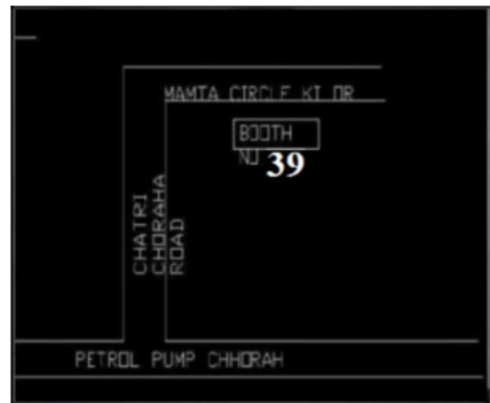 MAMTA CIRCLE KI OR
BOOTH
NO 39
CHATRI
CHORAHA
ROAD
PETROL PUMP CHHORAH